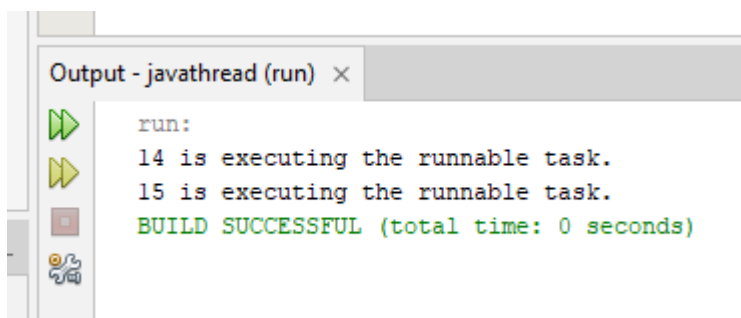 Output - javathread (run) ×
run:
14 is executing the runnable task.
15 is executing the runnable task.
BUILD SUCCESSFUL (total time: 0 seconds)